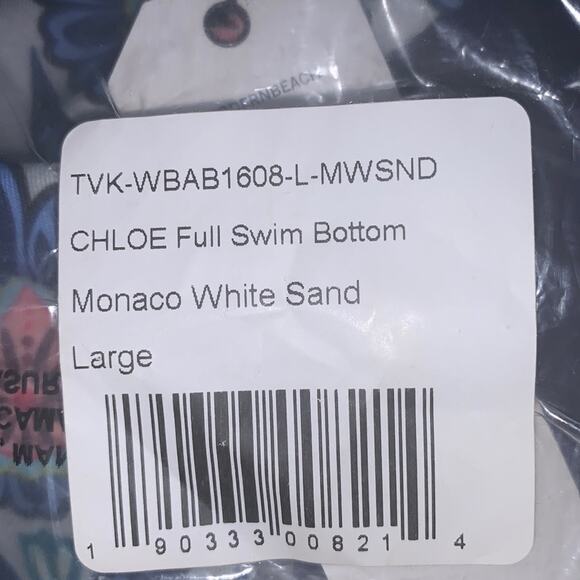 TVK-WBAB1608-L-MWSND
CHLOE Full Swim Bottom
Monaco White Sand
Large
1 90333 00821 4